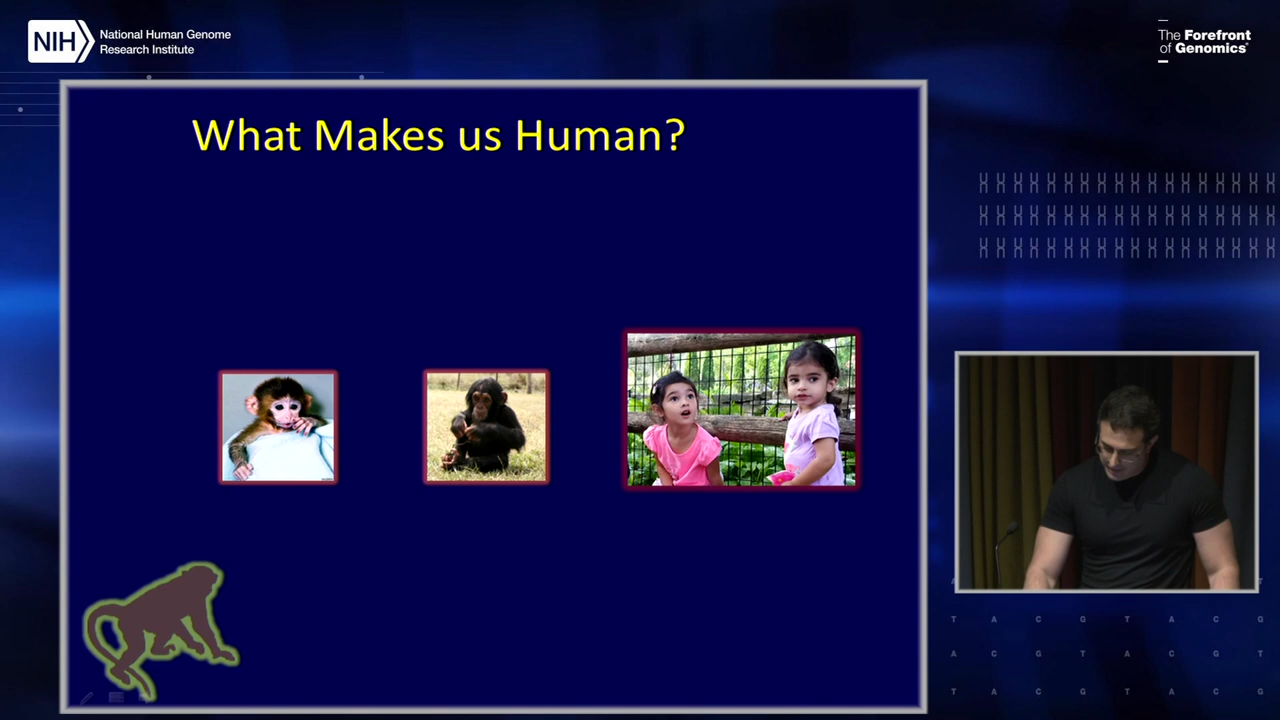 NIH
National Human Genome
Research Institute
The Forefront
of Genomics®
What Makes us Human?
T A C G T A C G
A C G T A C G T
T A C G T A C G